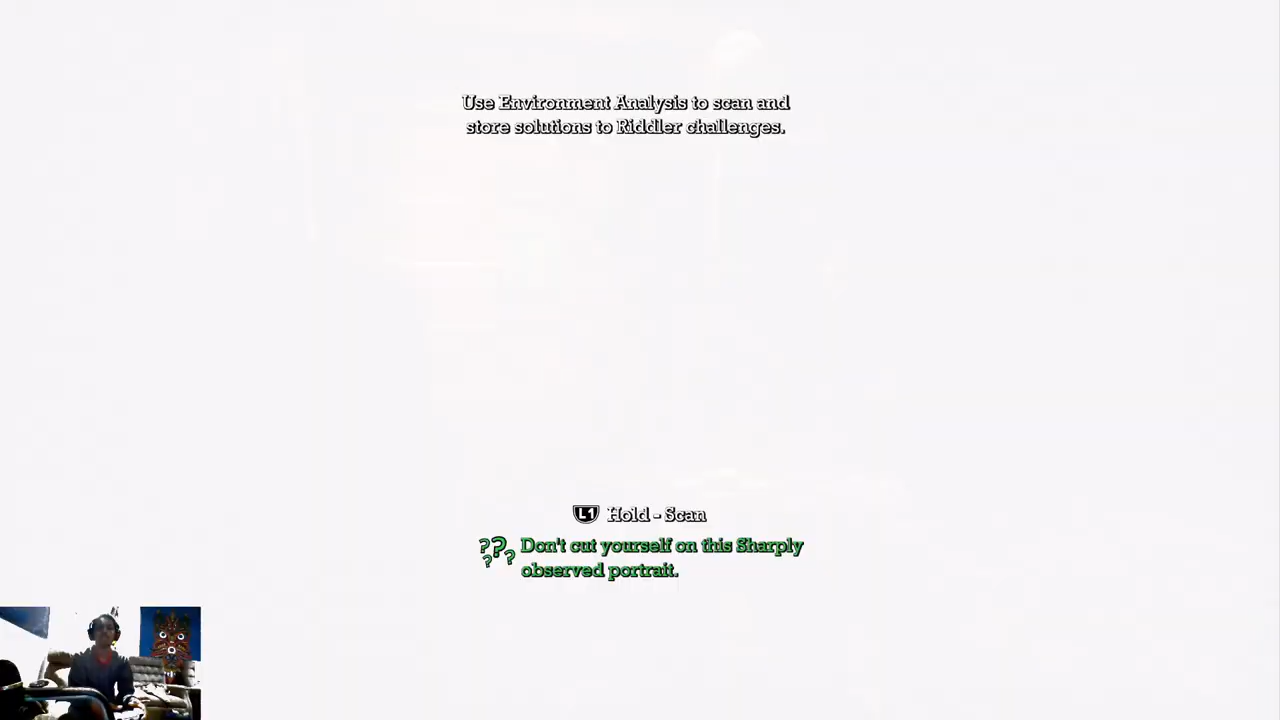 Use Environment Analysis to scan and
store solutions to Riddler challenges.
L1 Hold - Scan
??? Don't cut yourself on this Sharply
? observed portrait.